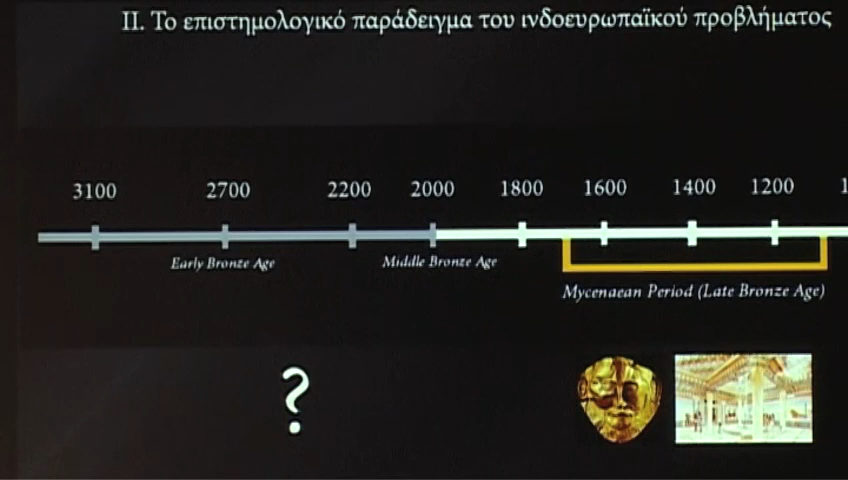 II. Το επιστημολογικό παράδειγμα του ινδοευρωπαϊκού προβλήματος
3100 2700 2200 2000 1800 1600 1400 1200
Early Bronze Age Middle Bronze Age
Mycenaean Period (Late Bronze Age)
?